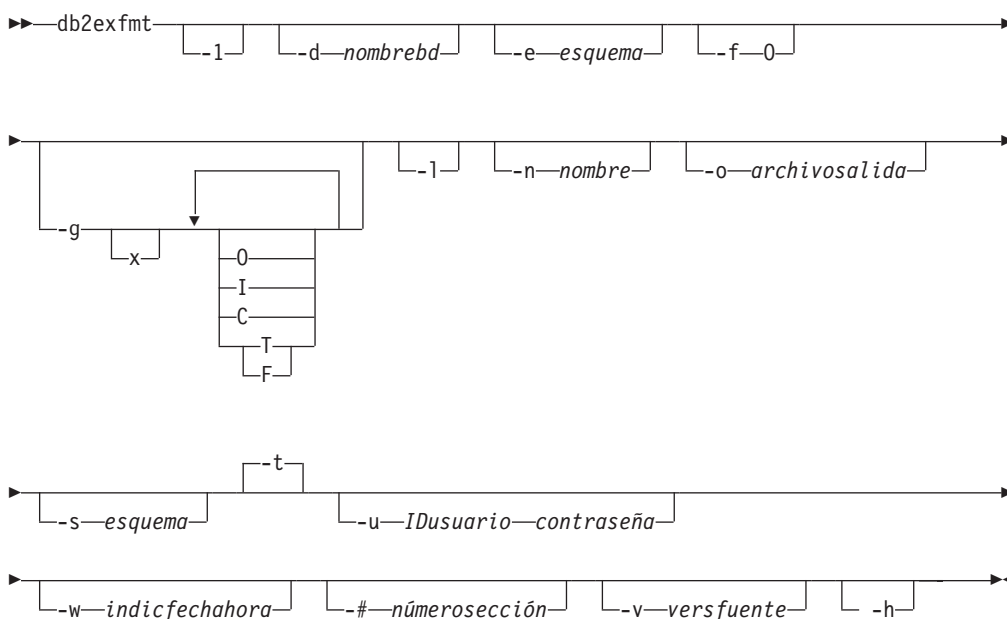 db2exfmt
-1 -d nombrebd -e esquema -f O
-g x O I C T F -l -n nombre -o archivosalida
-s esquema -t -u IDusuario contraseña
-w indicfechahora -# númerosección -v versfuente -h